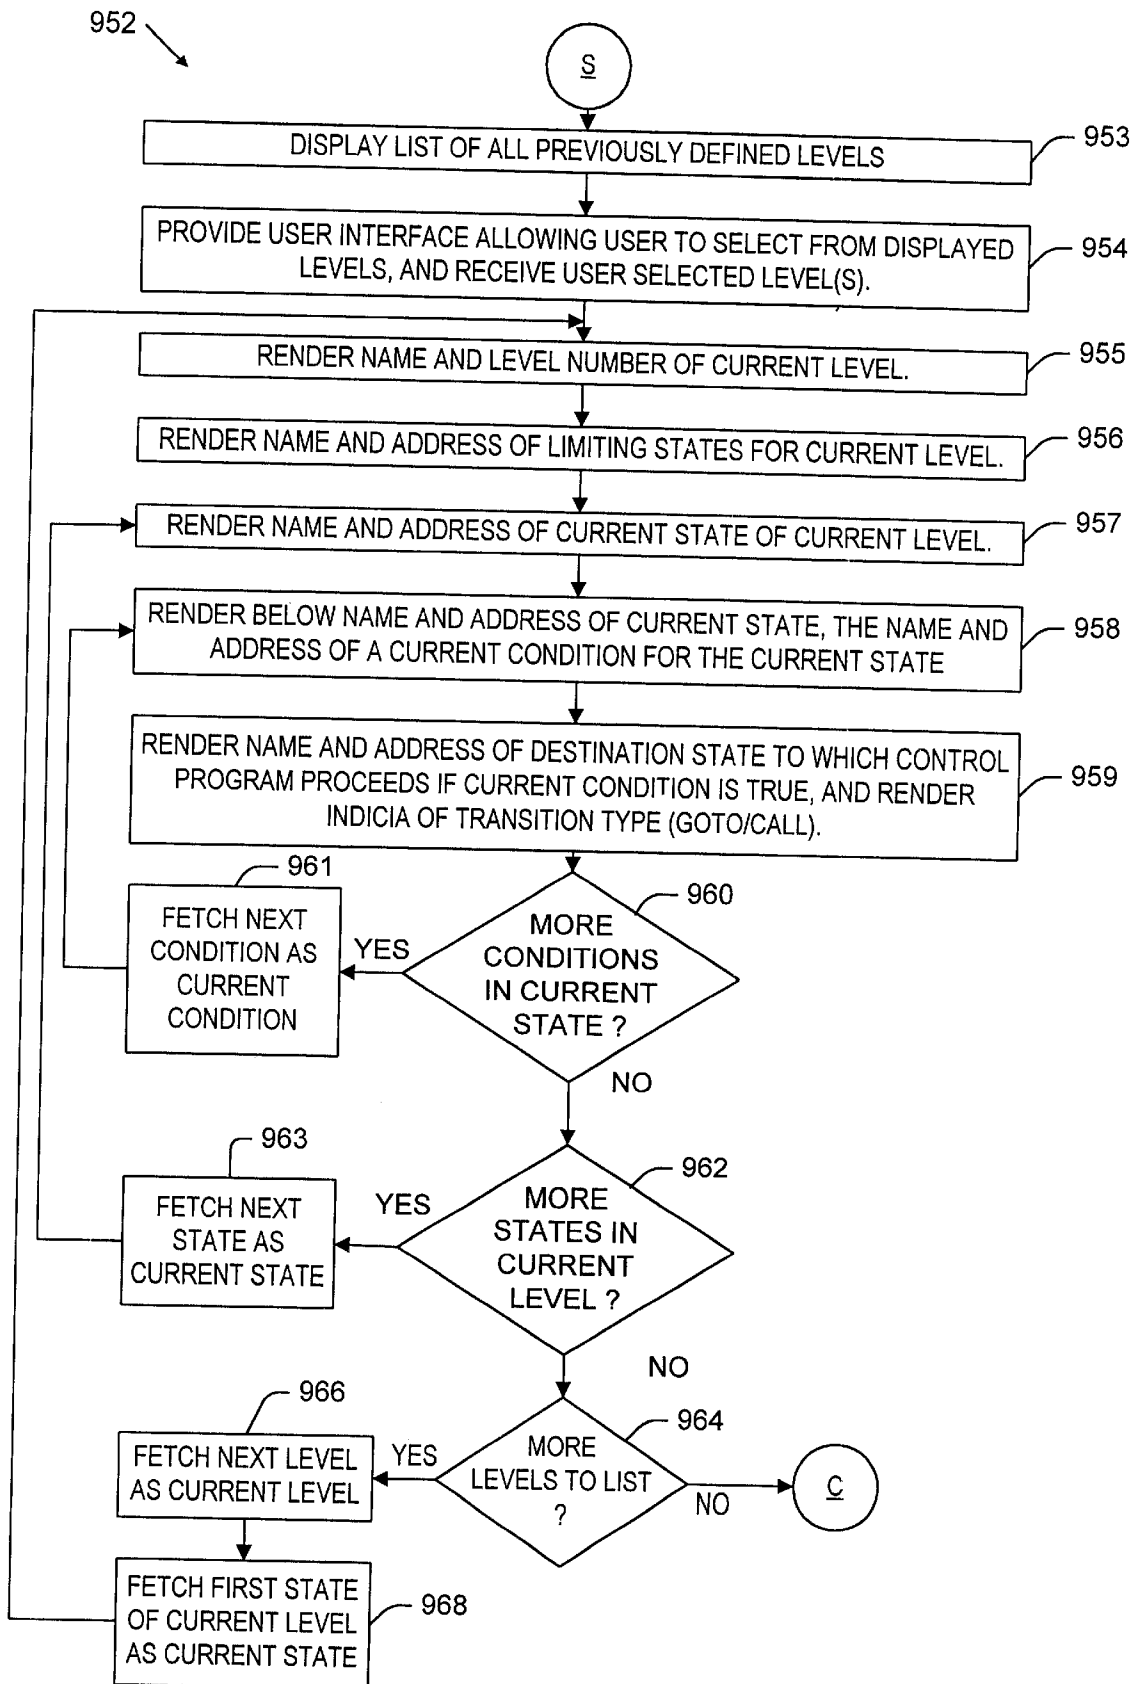 952
S
DISPLAY LIST OF ALL PREVIOUSLY DEFINED LEVELS
953
PROVIDE USER INTERFACE ALLOWING USER TO SELECT FROM DISPLAYED
LEVELS, AND RECEIVE USER SELECTED LEVEL(S).
954
RENDER NAME AND LEVEL NUMBER OF CURRENT LEVEL.
955
RENDER NAME AND ADDRESS OF LIMITING STATES FOR CURRENT LEVEL.
956
RENDER NAME AND ADDRESS OF CURRENT STATE OF CURRENT LEVEL.
957
RENDER BELOW NAME AND ADDRESS OF CURRENT STATE, THE NAME AND
ADDRESS OF A CURRENT CONDITION FOR THE CURRENT STATE
958
RENDER NAME AND ADDRESS OF DESTINATION STATE TO WHICH CONTROL
PROGRAM PROCEEDS IF CURRENT CONDITION IS TRUE, AND RENDER
INDICIA OF TRANSITION TYPE (GOTO/CALL).
959
961
FETCH NEXT
CONDITION AS
CURRENT
CONDITION
YES
960
MORE
CONDITIONS
IN CURRENT
STATE ?
NO
963
FETCH NEXT
STATE AS
CURRENT STATE
YES
962
MORE
STATES IN
CURRENT
LEVEL ?
NO
966
FETCH NEXT LEVEL
AS CURRENT LEVEL
YES
964
MORE
LEVELS TO LIST
?
NO
C
FETCH FIRST STATE
OF CURRENT LEVEL
AS CURRENT STATE
968